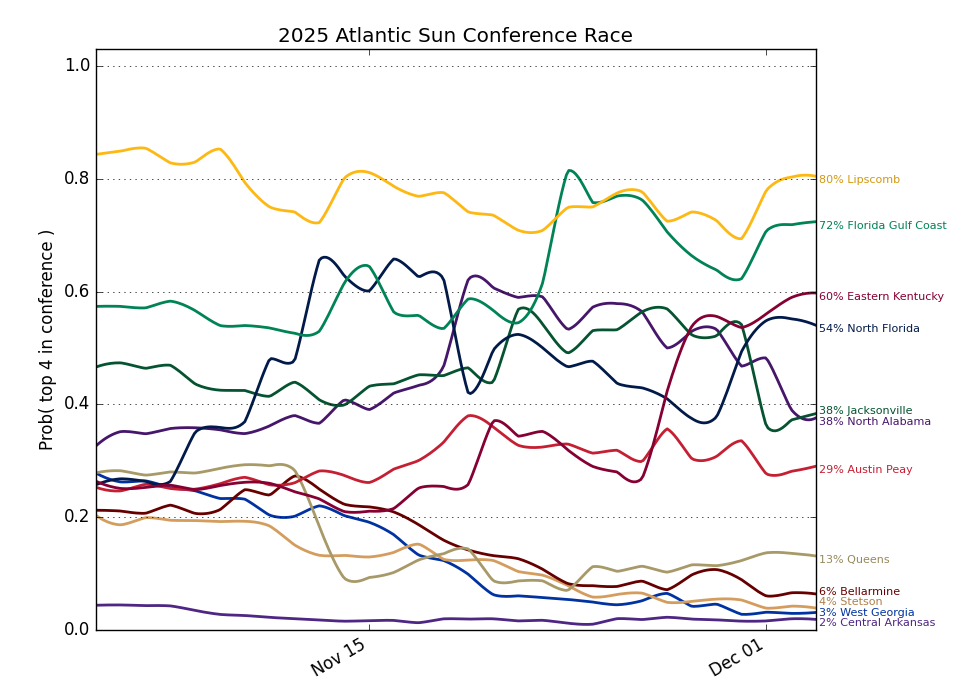 2025 Atlantic Sun Conference Race
Prob( top 4 in conference )
1.0
0.8
0.6
0.4
0.2
0.0
Nov 15
Dec 01
80% Lipscomb
72% Florida Gulf Coast
60% Eastern Kentucky
54% North Florida
38% Jacksonville
38% North Alabama
29% Austin Peay
13% Queens
6% Bellarmine
4% Stetson
3% West Georgia
2% Central Arkansas